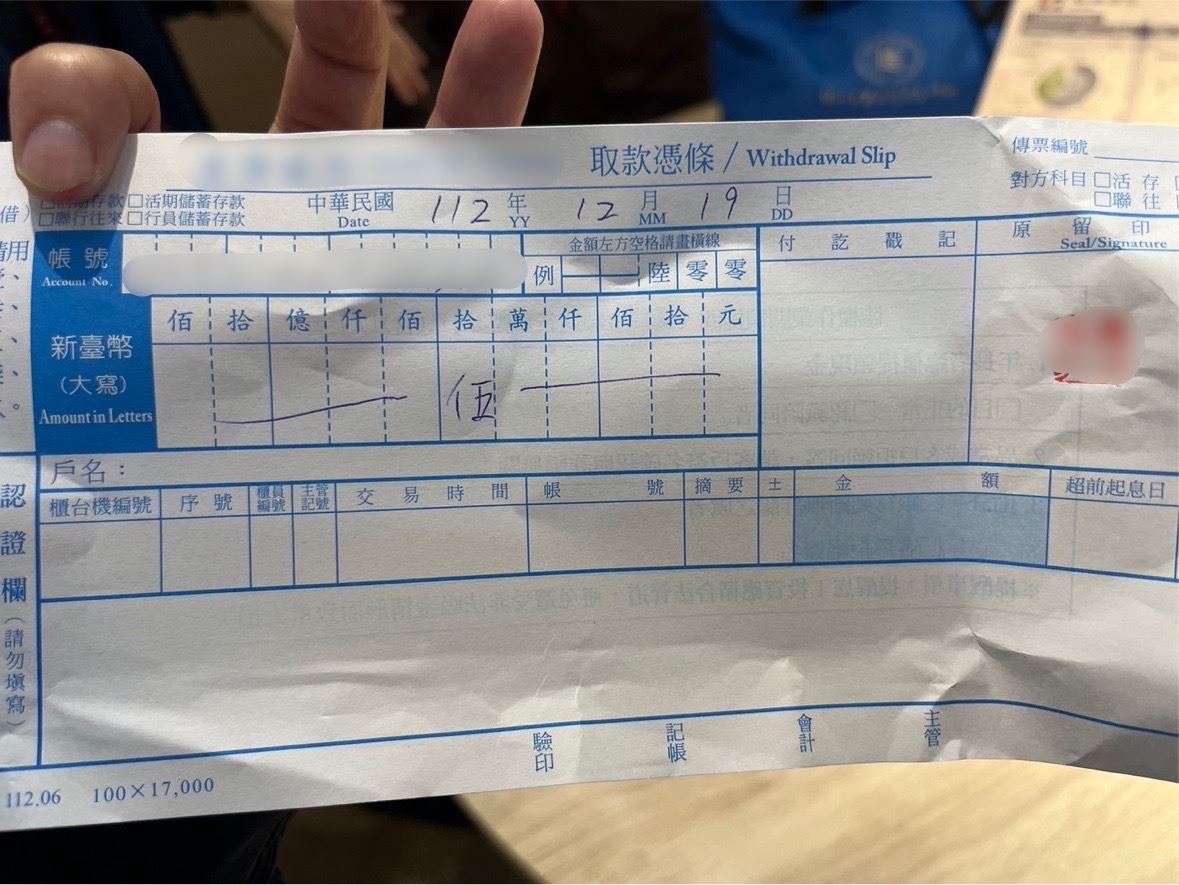 取款憑條 / Withdrawal Slip
傳票編號
對方科目 □活 存
□聯 往
借)
存款 □活期儲蓄存款
□聯行往來 □行員儲蓄存款
中華民國 112 年 12 月 19 日
Date YY MM DD
帳號
Account No.
金額左方空格請畫橫線
例 陸 零 零
付 訖 戳 記
原 留 印
Seal/Signature
新臺幣
(大寫)
Amount in Letters
佰 拾 億 仟 佰 拾 萬 仟 佰 拾 元
伍
戶名:
櫃台機編號 序號 櫃員編號 主管記號 交易時間 帳號 摘要 金額 超前起息日
認證欄(請勿填寫)
驗印 記帳 會計 主管
112.06 100×17,000